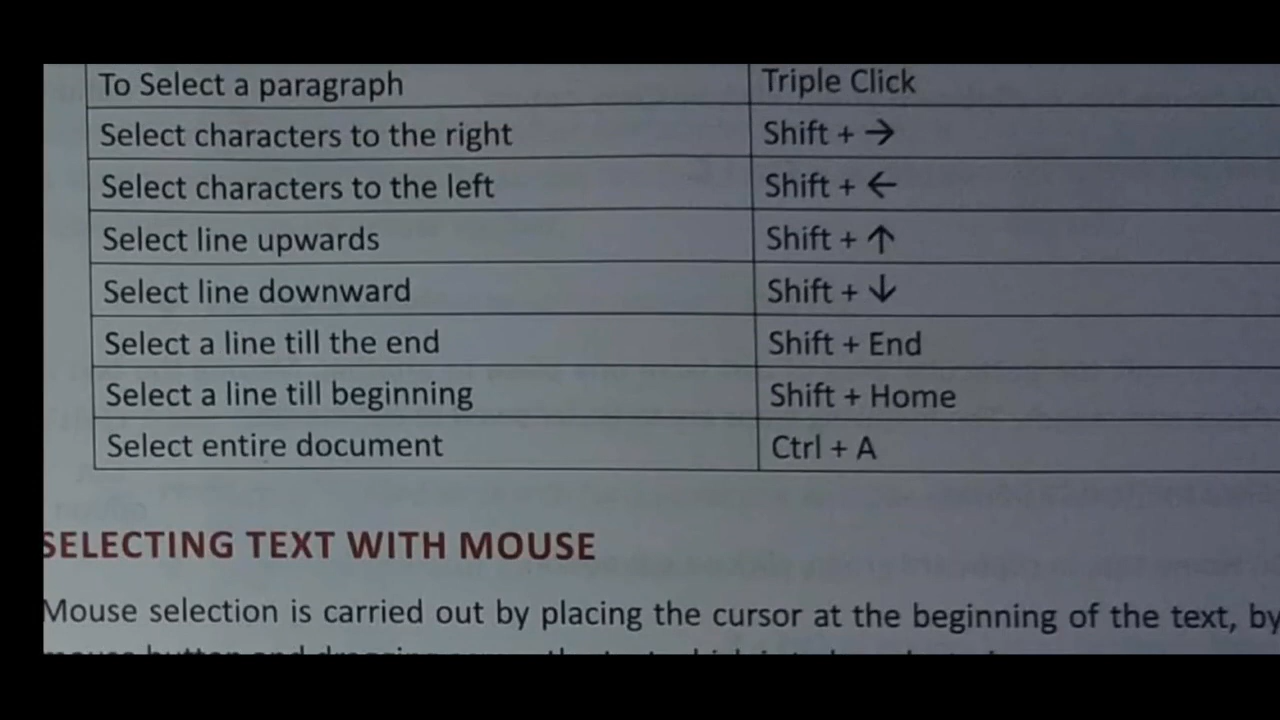 To Select a paragraph Triple Click
Select characters to the right Shift + →
Select characters to the left Shift + ←
Select line upwards Shift + ↑
Select line downward Shift + ↓
Select a line till the end Shift + End
Select a line till beginning Shift + Home
Select entire document Ctrl + A
SELECTING TEXT WITH MOUSE
Mouse selection is carried out by placing the cursor at the beginning of the text, by